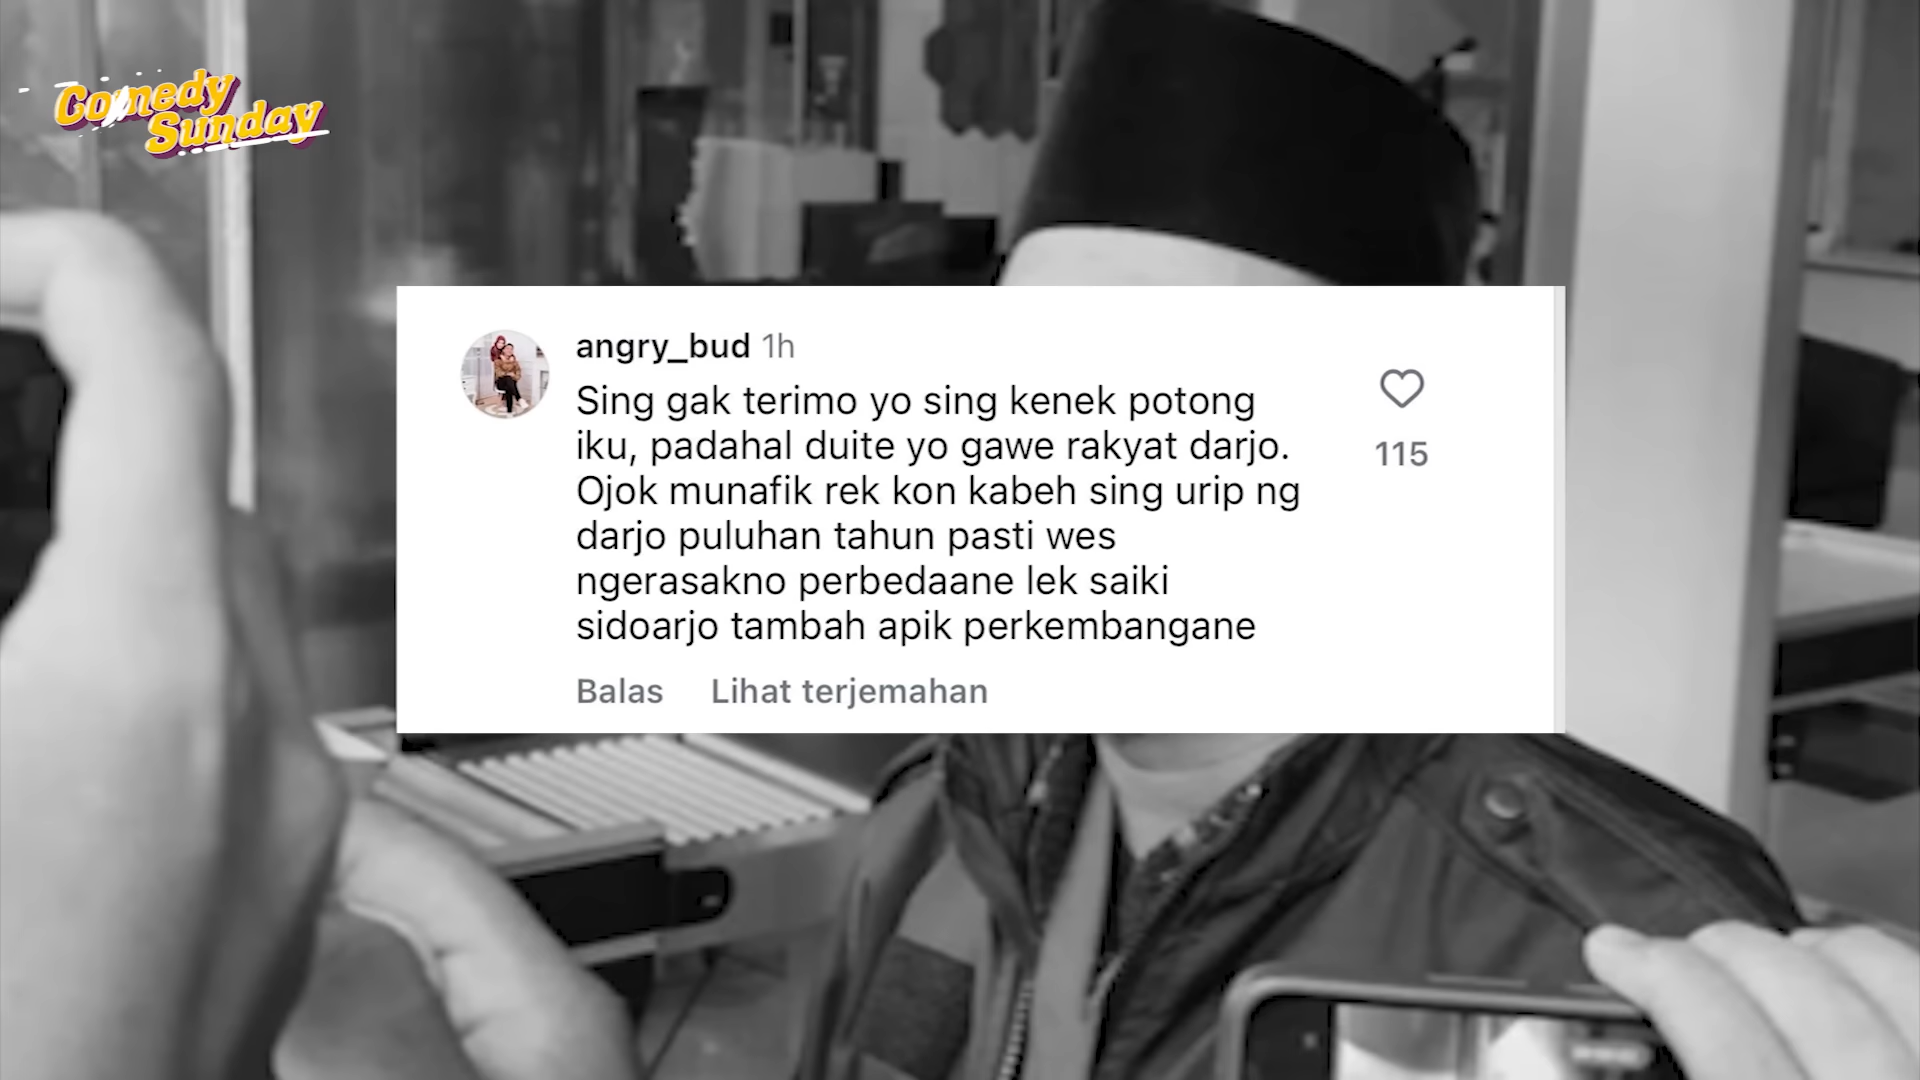 Comedy
Sunday
angry_bud 1h
Sing gak terimo yo sing kenek potong
iku, padahal duite yo gawe rakyat darjo.
Ojok munafik rek kon kabeh sing urip ng
darjo puluhan tahun pasti wes
ngerasakno perbedaane lek saiki
sidoarjo tambah apik perkembangane
115
Balas Lihat terjemahan